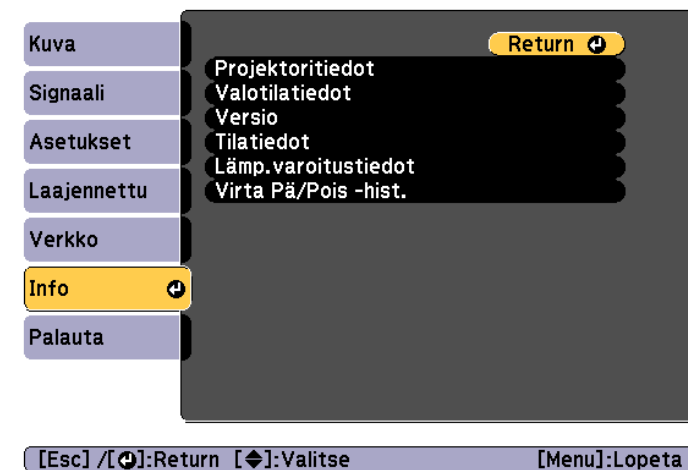 Kuva
Signaali
Asetukset
Laajennettu
Verkko
Info
Palauta
Return
Projektoritiedot
Valotilatiedot
Versio
Tilatiedot
Lämp.varoitustiedot
Virta Pä/Pois -hist.
[Esc] /[⏎]:Return [◆]:Valitse [Menu]:Lopeta